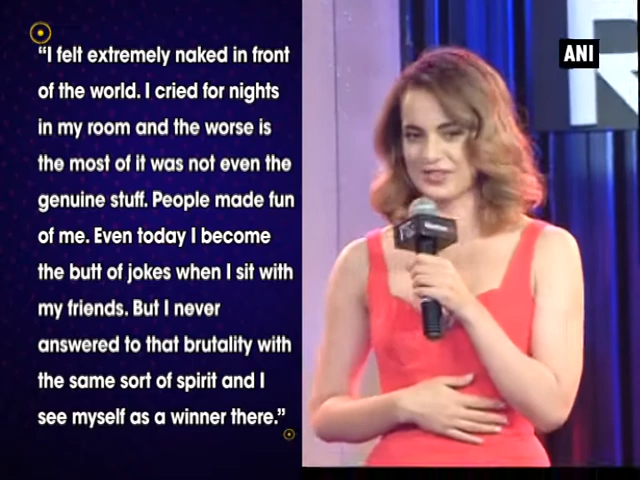 "I felt extremely naked in front
of the world. I cried for nights
in my room and the worse is
the most of it was not even the
genuine stuff. People made fun
of me. Even today I become
the butt of jokes when I sit with
my friends. But I never
answered to that brutality with
the same sort of spirit and I
see myself as a winner there."
ANI
R